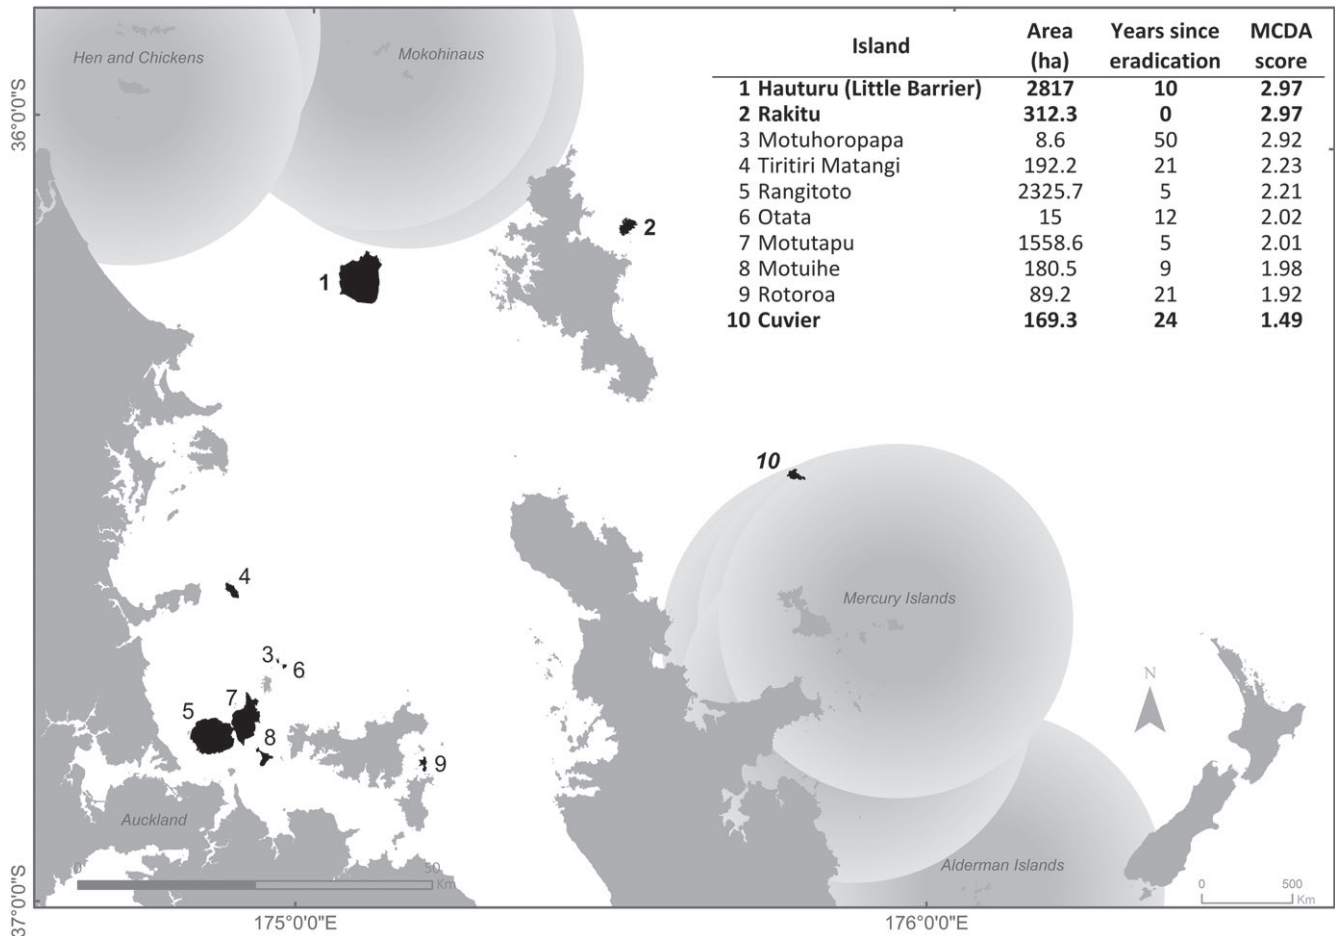 Hen and Chickens
Mokohinaus
Island Area (ha) Years since eradication MCDA score
1 Hauturu (Little Barrier) 2817 10 2.97
2 Rakitu 312.3 0 2.97
3 Motuhoropapa 8.6 50 2.92
4 Tiritiri Matangi 192.2 21 2.23
5 Rangitoto 2325.7 5 2.21
6 Otata 15 12 2.02
7 Motutapu 1558.6 5 2.01
8 Motuihe 180.5 9 1.98
9 Rotoroa 89.2 21 1.92
10 Cuvier 169.3 24 1.49
36°0'0"S
1
2
10
4
Mercury Islands
3
6
7
5
8
9
N
Auckland
Alderman Islands
0 50 Km
0 500 Km
37°0'0"S
175°0'0"E
176°0'0"E